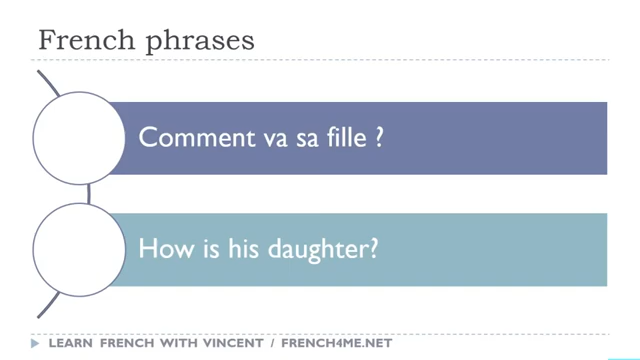 French phrases
Comment va sa fille ?
How is his daughter?
LEARN FRENCH WITH VINCENT / FRENCH4ME.NET